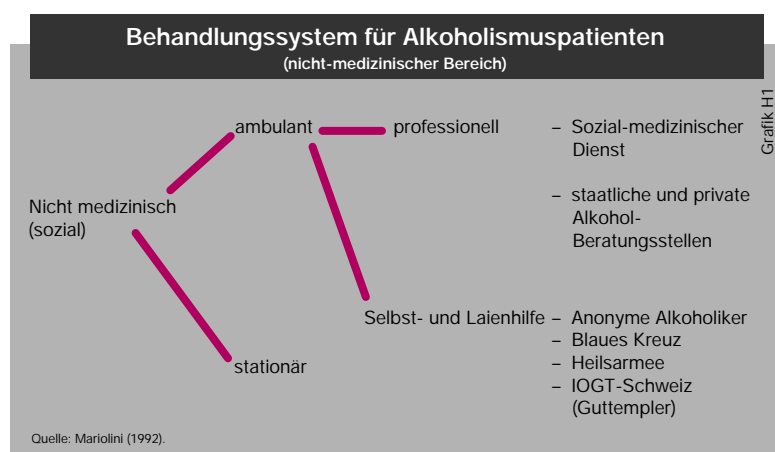 Behandlungssystem für Alkoholismuspatienten
(nicht-medizinischer Bereich)
Grafik H1
ambulant
professionell
– Sozial-medizinischer
Dienst
– staatliche und private
Alkohol-
Beratungsstellen
Nicht medizinisch
(sozial)
Selbst- und Laienhilfe
– Anonyme Alkoholiker
– Blaues Kreuz
– Heilsarmee
– IOGT-Schweiz
(Guttempler)
stationär
Quelle: Mariolini (1992).